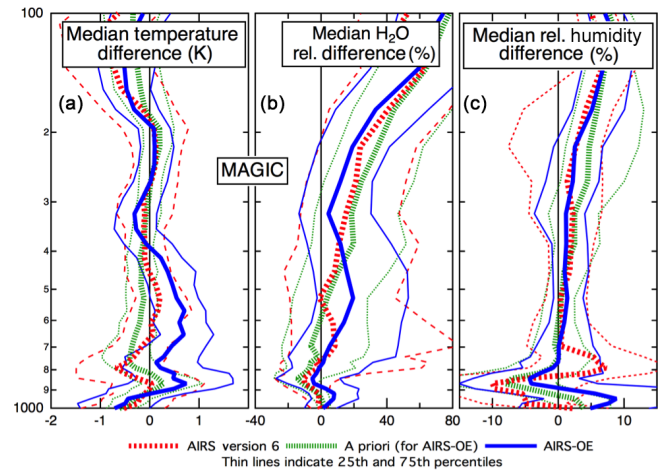 Median temperature
difference (K)
Median H₂O
rel. difference (%)
Median rel. humidity
difference (%)
(a)
(b)
(c)
MAGIC
100
2
3
4
5
6
7
8
9
1000
-2 -1 0 1
0 40 80
-10 0 10
AIRS version 6 A priori (for AIRS-OE) AIRS-OE
Thin lines indicate 25th and 75th percentiles